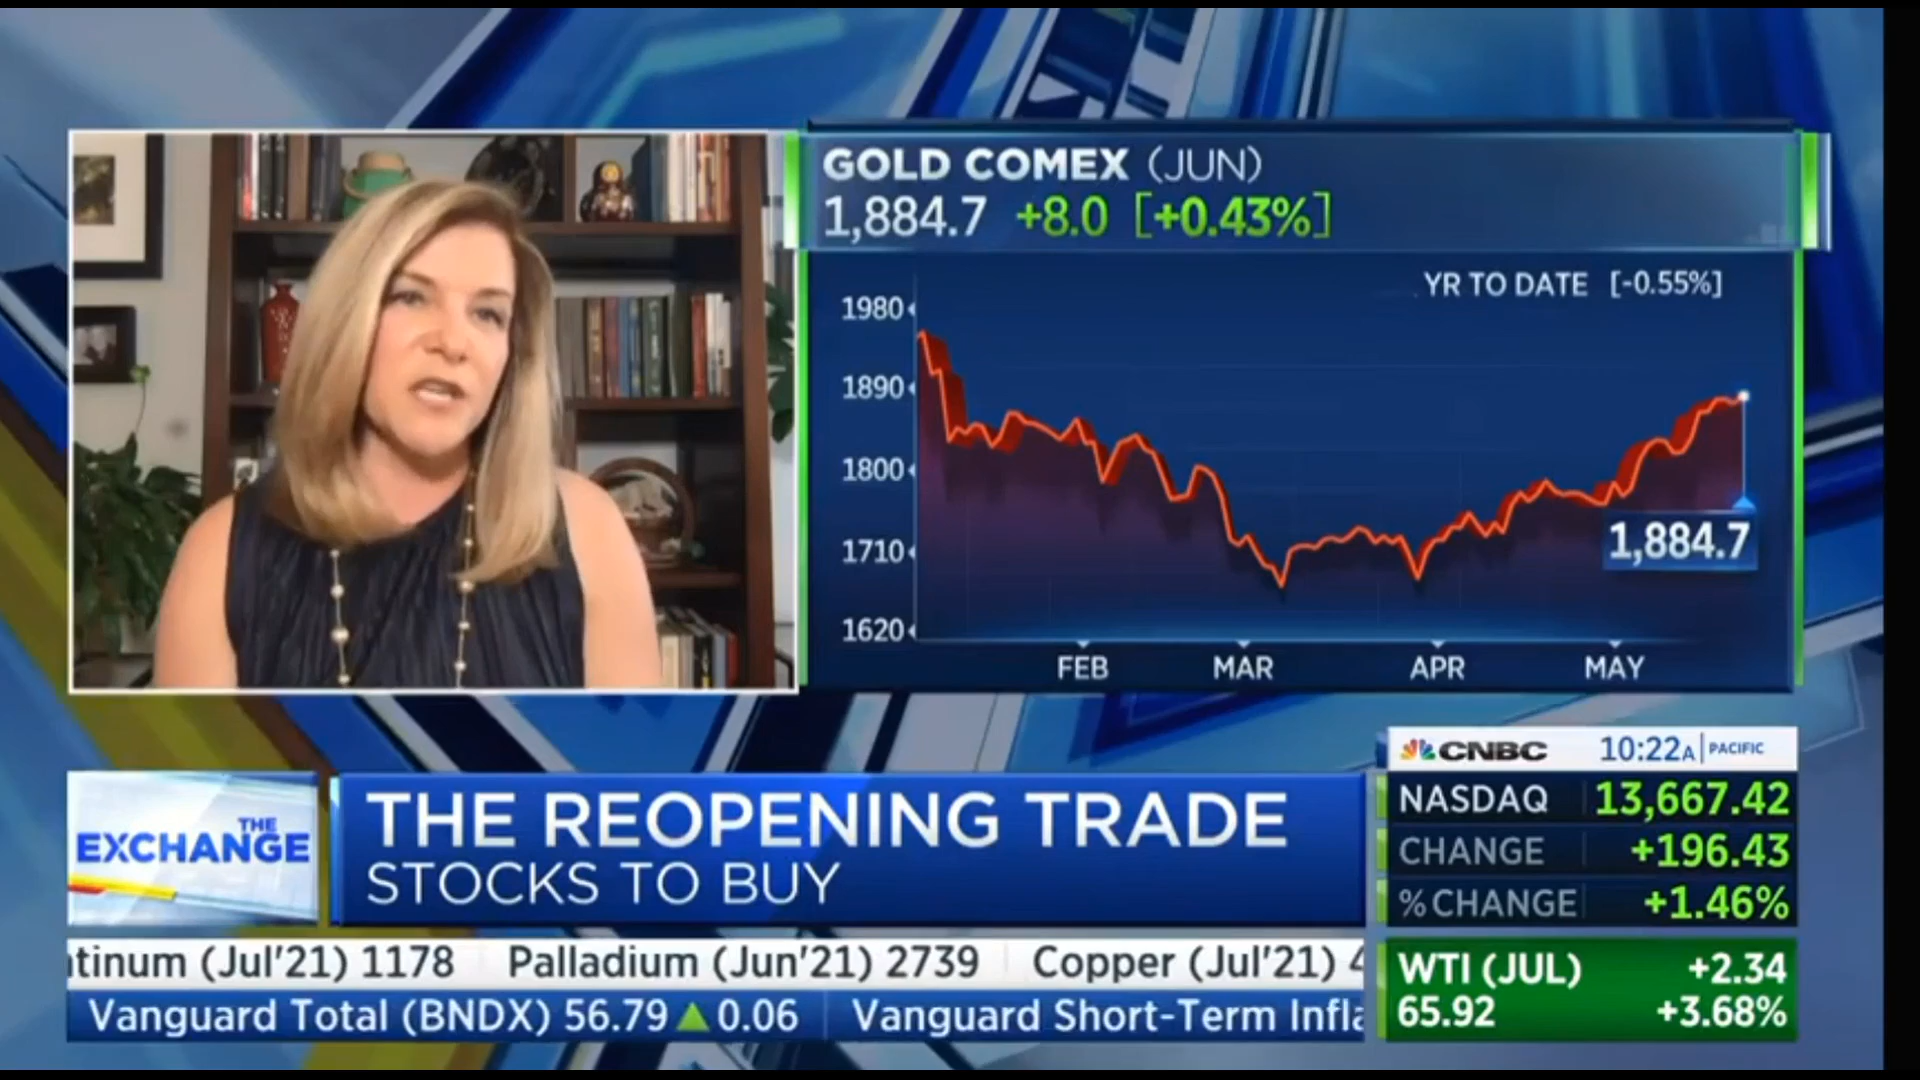 GOLD COMEX (JUN)
1,884.7 +8.0 [+0.43%]
YR TO DATE [-0.55%]
1980
1890
1800
1710
1620
1,884.7
FEB MAR APR MAY
CNBC 10:22A PACIFIC
NASDAQ 13,667.42
CHANGE +196.43
% CHANGE +1.46%
THE EXCHANGE
THE REOPENING TRADE
STOCKS TO BUY
tinum (Jul'21) 1178 Palladium (Jun'21) 2739 Copper (Jul'21) 4
Vanguard Total (BNDX) 56.79 ▲ 0.06 Vanguard Short-Term Infla
WTI (JUL) +2.34
65.92 +3.68%